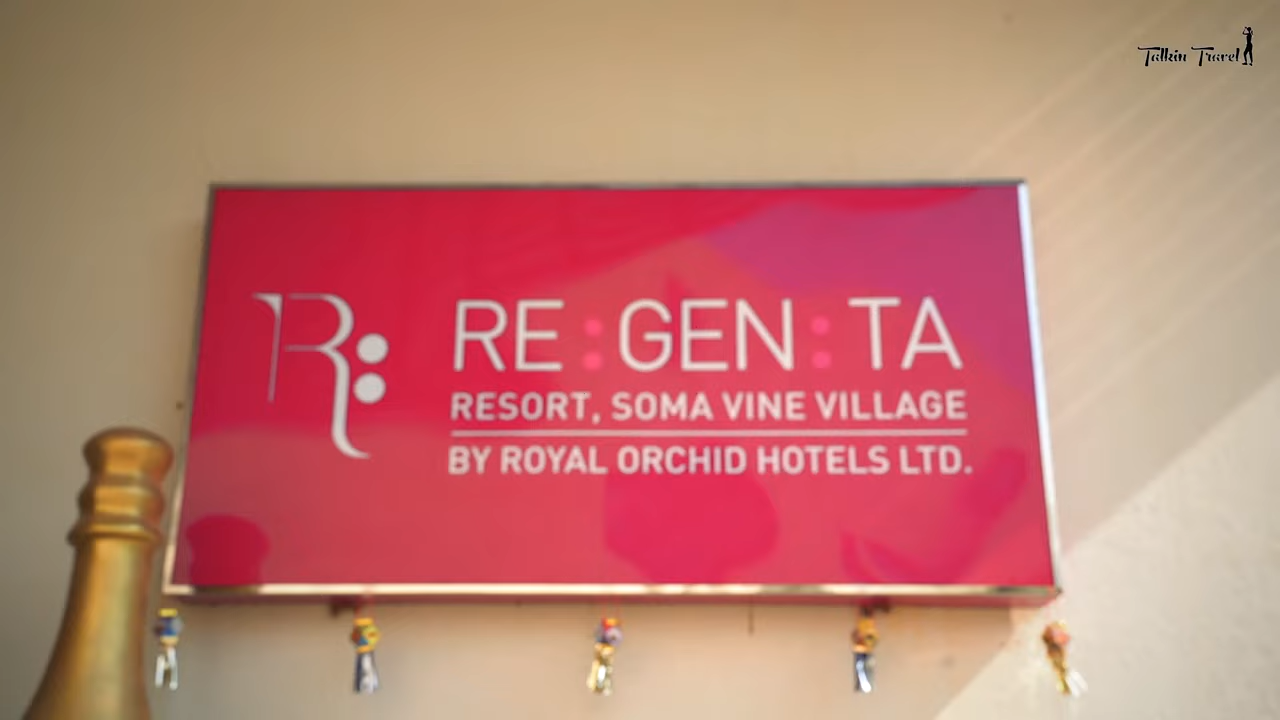 Talkin Travel
R:
RE:GEN:TA
RESORT, SOMA VINE VILLAGE
BY ROYAL ORCHID HOTELS LTD.